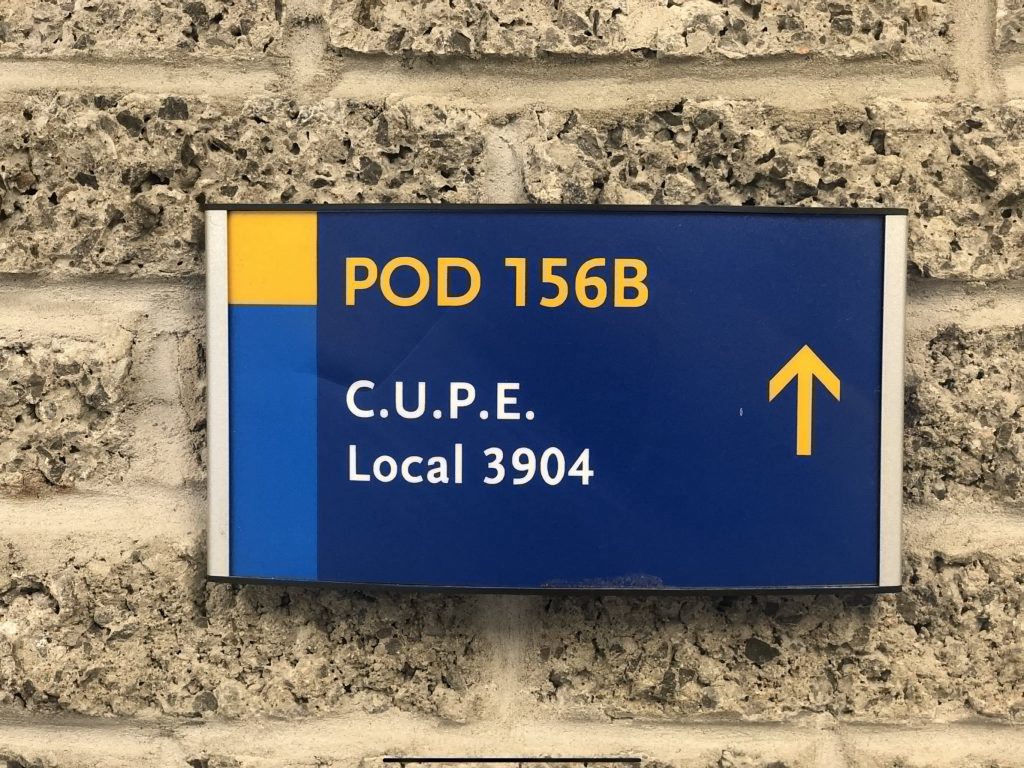 POD 156B
C.U.P.E.
Local 3904